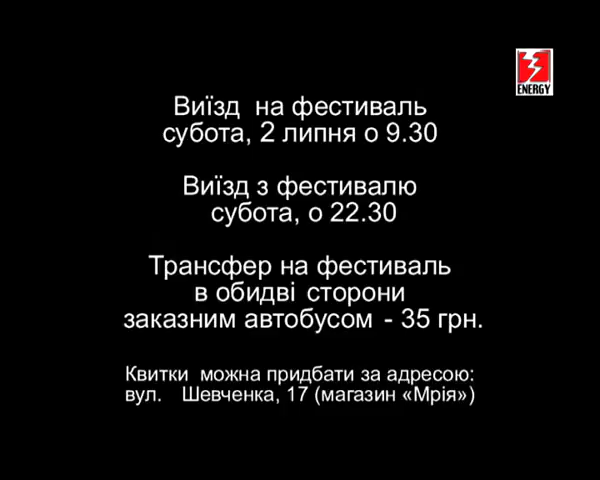 ENERGY
Виїзд на фестиваль
субота, 2 липня о 9.30
Виїзд з фестивалю
субота, о 22.30
Трансфер на фестиваль
в обидві сторони
заказним автобусом - 35 грн.
Квитки можна придбати за адресою:
вул. Шевченка, 17 (магазин «Мрія»)